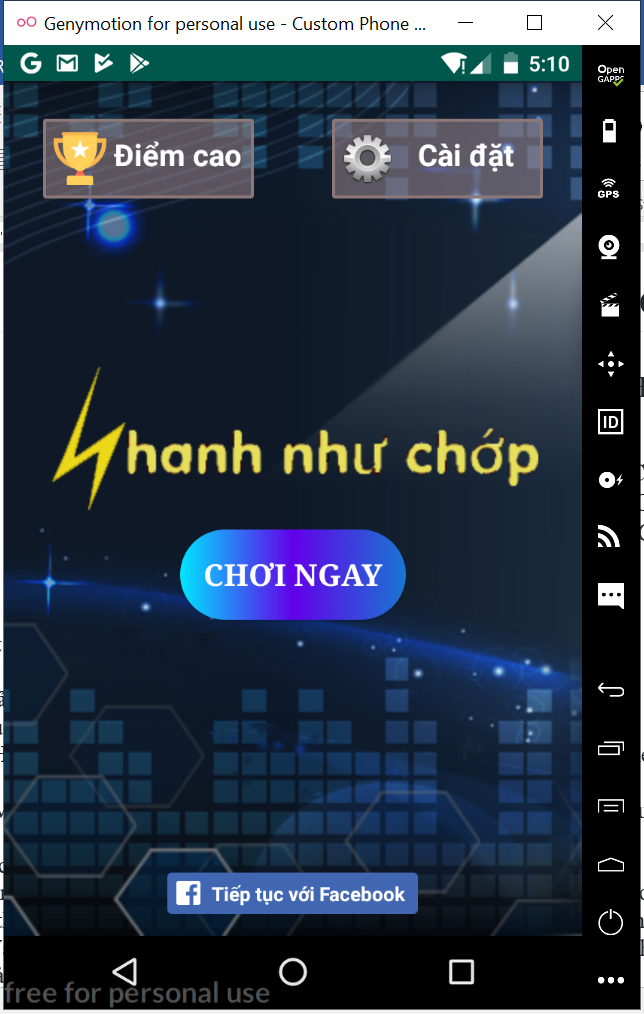 Genymotion for personal use - Custom Phone ...
5:10
Open
GAPPS
Điểm cao
Cài đặt
GPS
hanh như chớp
ID
CHƠI NGAY
Tiếp tục với Facebook
free for personal use